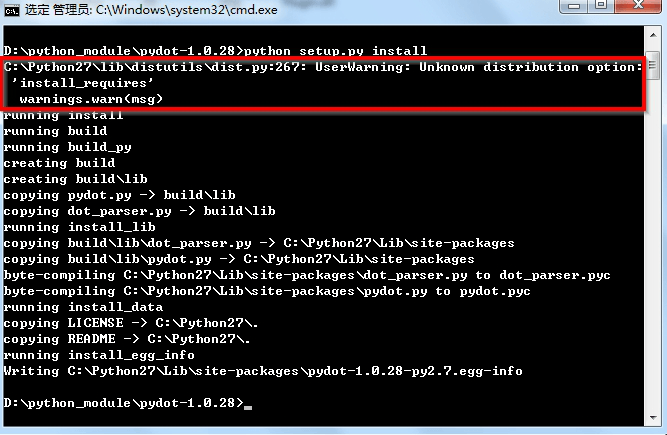 选定 管理员: C:\Windows\system32\cmd.exe
D:\python_module\pydot-1.0.28>python setup.py install
C:\Python27\lib\distutils\dist.py:267: UserWarning: Unknown distribution option:
'install_requires'
warnings.warn(msg)
running install
running build
running build_py
creating build
creating build\lib
copying pydot.py -> build\lib
copying dot_parser.py -> build\lib
running install_lib
copying build\lib\dot_parser.py -> C:\Python27\Lib\site-packages
copying build\lib\pydot.py -> C:\Python27\Lib\site-packages
byte-compiling C:\Python27\Lib\site-packages\dot_parser.py to dot_parser.pyc
byte-compiling C:\Python27\Lib\site-packages\pydot.py to pydot.pyc
running install_data
copying LICENSE -> C:\Python27\.
copying README -> C:\Python27\.
running install_egg_info
Writing C:\Python27\Lib\site-packages\pydot-1.0.28-py2.7.egg-info
D:\python_module\pydot-1.0.28>